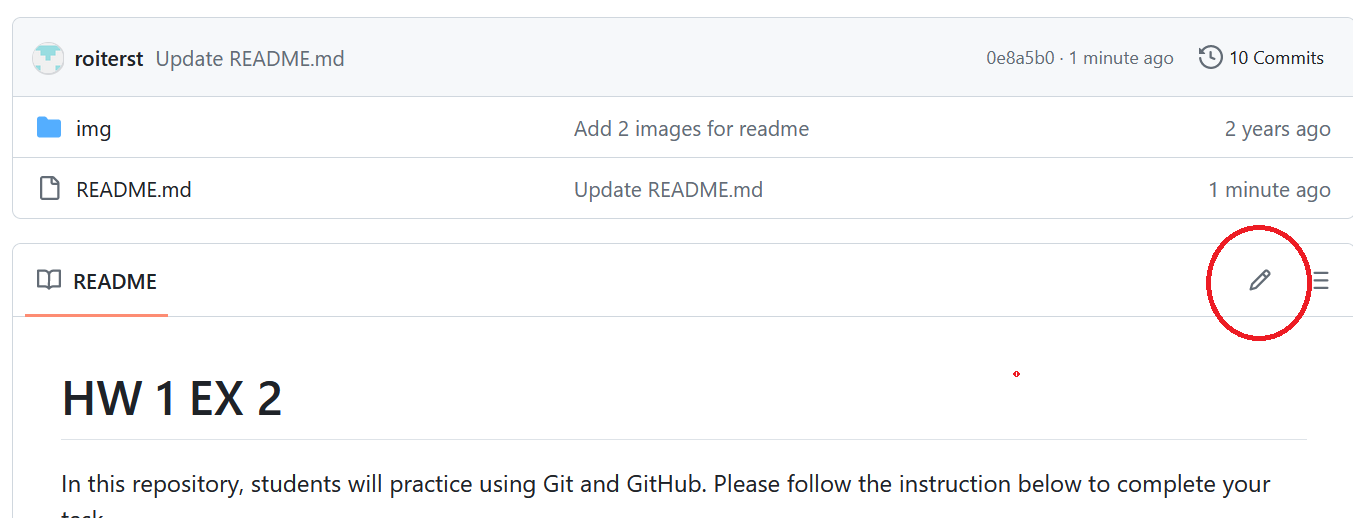 roiterst Update README.md 0e8a5b0 · 1 minute ago 10 Commits
img Add 2 images for readme 2 years ago
README.md Update README.md 1 minute ago
README
HW 1 EX 2
In this repository, students will practice using Git and GitHub. Please follow the instruction below to complete your